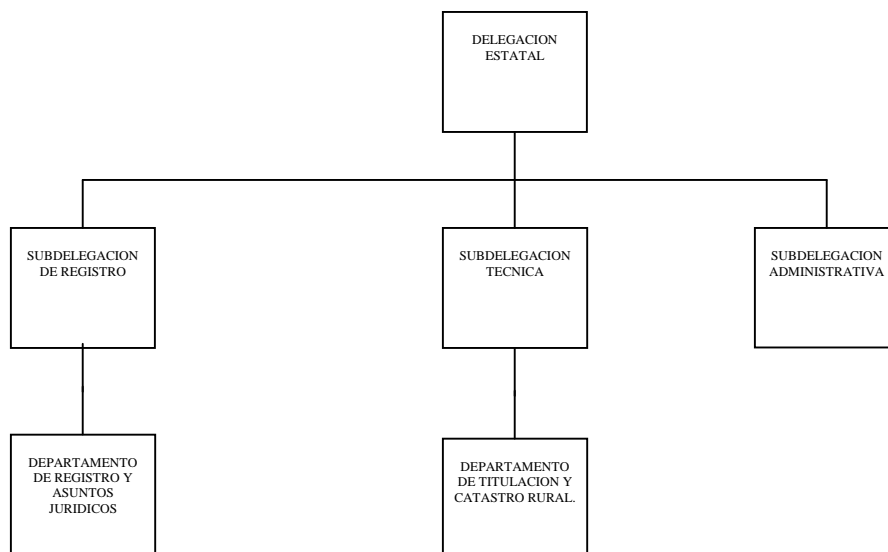 DELEGACION
ESTATAL
SUBDELEGACION
DE REGISTRO
SUBDELEGACION
TECNICA
SUBDELEGACION
ADMINISTRATIVA
DEPARTAMENTO
DE REGISTRO Y
ASUNTOS
JURIDICOS
DEPARTAMENTO
DE TITULACION Y
CATASTRO RURAL.